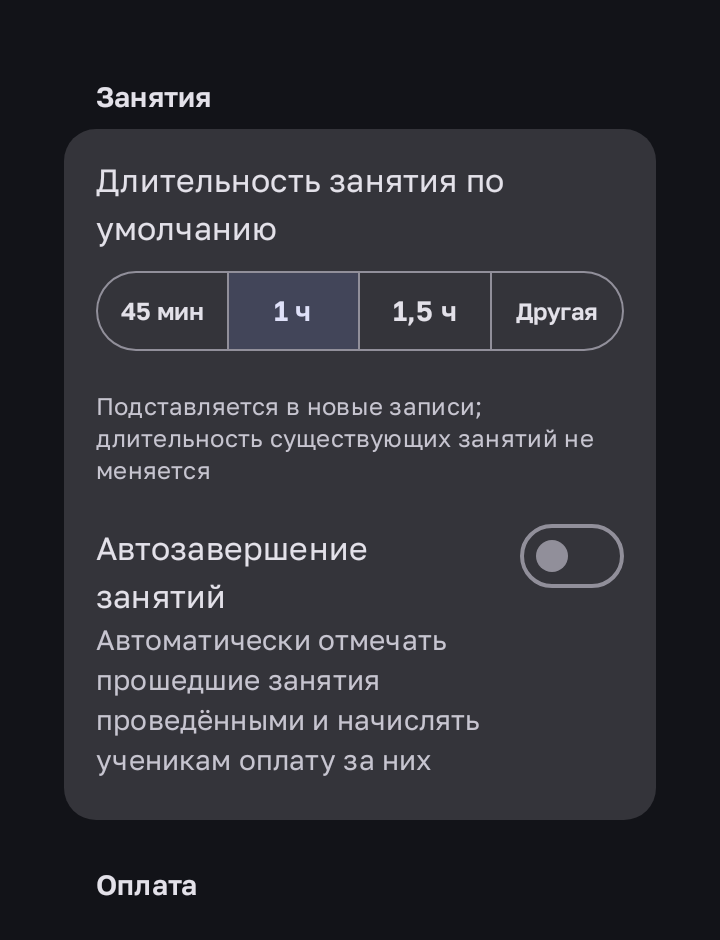 Занятия
Длительность занятия по
умолчанию
45 мин
1 ч
1,5 ч
Другая
Подставляется в новые записи;
длительность существующих занятий не
меняется
Автозавершение
занятий
Автоматически отмечать
прошедшие занятия
проведёнными и начислять
ученикам оплату за них
Оплата